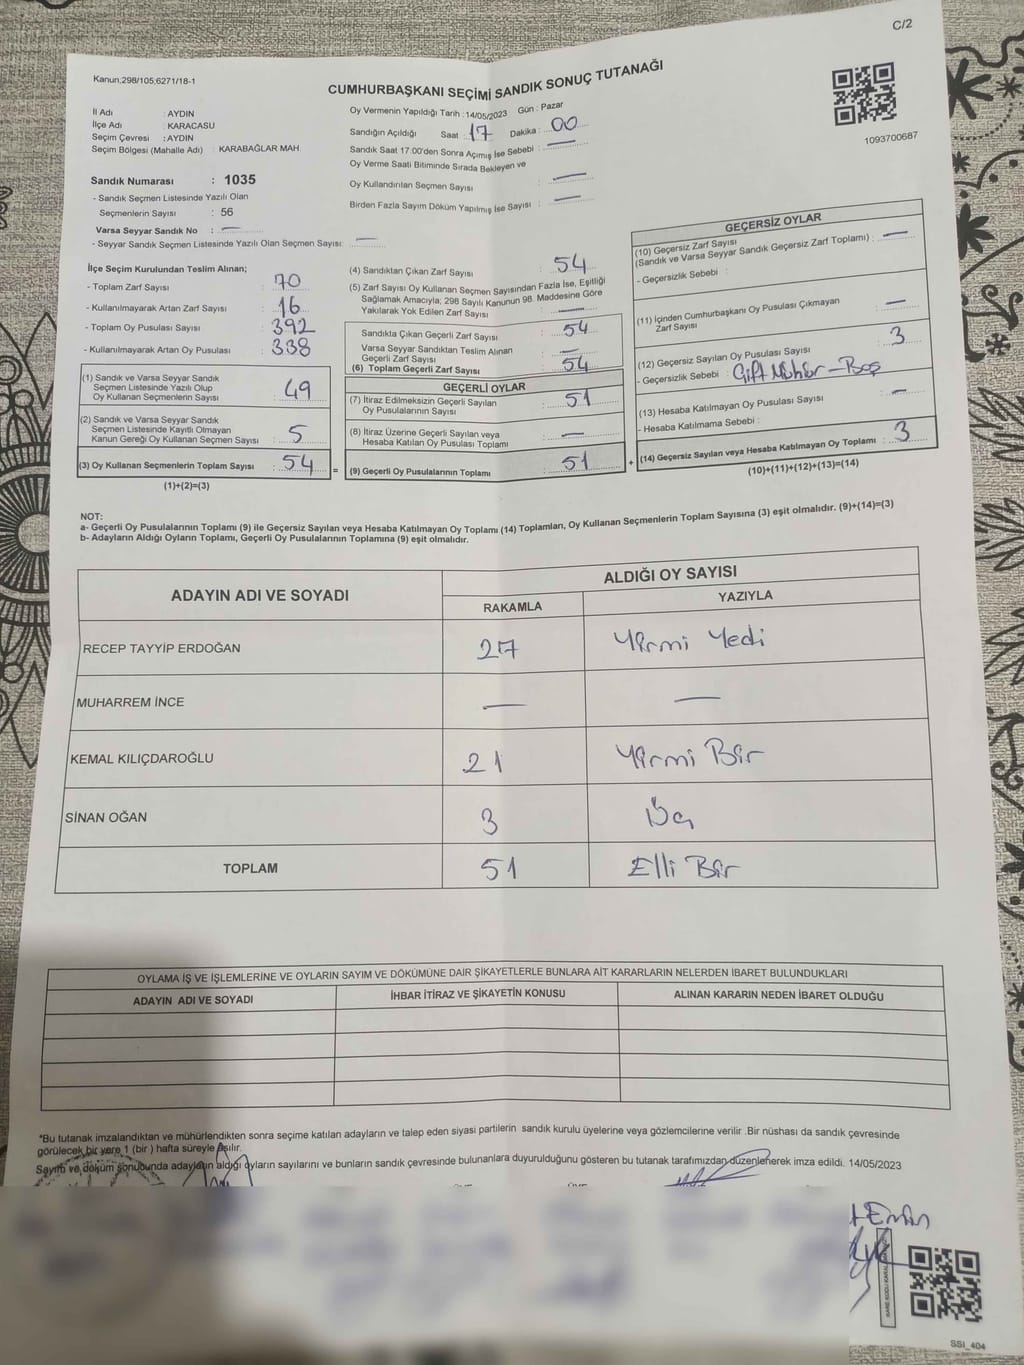 C/2
Kanun,298/105;6271/18-1
CUMHURBAŞKANI SEÇİMİ SANDIK SONUÇ TUTANAĞI
1093700687
İl Adı : AYDIN
İlçe Adı : KARACASU
Seçim Çevresi : AYDIN
Seçim Bölgesi (Mahalle Adı) : KARABAĞLAR MAH.
Sandık Numarası : 1035
- Sandık Seçmen Listesinde Yazılı Olan
Seçmenlerin Sayısı : 56
Varsa Seyyar Sandık No : —
- Seyyar Sandık Seçmen Listesinde Yazılı Olan Seçmen Sayısı: —
Oy Vermenin Yapıldığı Tarih : 14/05/2023 Gün : Pazar
Sandığın Açıldığı Saat : 17 Dakika : 00
Sandık Saat 17:00'den Sonra Açımış İse Sebebi : —
Oy Verme Saati Bitiminde Sırada Bekleyen ve
Oy Kullandırılan Seçmen Sayısı : —
Birden Fazla Sayım Döküm Yapılmış İse Sayısı : —
İlçe Seçim Kurulundan Teslim Alınan;
- Toplam Zarf Sayısı : 70
- Kullanılmayarak Artan Zarf Sayısı : 16
- Toplam Oy Pusulası Sayısı : 392
- Kullanılmayarak Artan Oy Pusulası : 338
(1) Sandık ve Varsa Seyyar Sandık
Seçmen Listesinde Yazılı Olup
Oy Kullanan Seçmenlerin Sayısı : 49
(2) Sandık ve Varsa Seyyar Sandık
Seçmen Listesinde Kayıtlı Olmayan
Kanun Gereği Oy Kullanan Seçmen Sayısı : 5
(3) Oy Kullanan Seçmenlerin Toplam Sayısı : 54 =
(1)+(2)=(3)
(4) Sandıktan Çıkan Zarf Sayısı : 54
(5) Zarf Sayısı Oy Kullanan Seçmen Sayısından Fazla İse, Eşitliği
Sağlamak Amacıyla; 298 Sayılı Kanunun 98. Maddesine Göre
Yakılarak Yok Edilen Zarf Sayısı : —
Sandıkta Çıkan Geçerli Zarf Sayısı : 54
Varsa Seyyar Sandıktan Teslim Alınan
Geçerli Zarf Sayısı : —
(6) Toplam Geçerli Zarf Sayısı : 54
GEÇERLİ OYLAR
(7) İtiraz Edilmeksizin Geçerli Sayılan
Oy Pusulalarının Sayısı : 51
(8) İtiraz Üzerine Geçerli Sayılan veya
Hesaba Katılan Oy Pusulası Toplamı : —
(9) Geçerli Oy Pusulalarının Toplamı : 51 +
GEÇERSİZ OYLAR
(10) Geçersiz Zarf Sayısı
(Sandık ve Varsa Seyyar Sandık Geçersiz Zarf Toplamı) : —
- Geçersizlik Sebebi :
(11) İçinden Cumhurbaşkanı Oy Pusulası Çıkmayan
Zarf Sayısı : —
(12) Geçersiz Sayılan Oy Pusulası Sayısı : 3
- Geçersizlik Sebebi : Çift Mühür - Boş
(13) Hesaba Katılmayan Oy Pusulası Sayısı : —
- Hesaba Katılmama Sebebi :
(14) Geçersiz Sayılan veya Hesaba Katılmayan Oy Toplamı : 3
(10)+(11)+(12)+(13)=(14)
NOT:
a- Geçerli Oy Pusulalarının Toplamı (9) ile Geçersiz Sayılan veya Hesaba Katılmayan Oy Toplamı (14) Toplamları, Oy Kullanan Seçmenlerin Toplam Sayısına (3) eşit olmalıdır. (9)+(14)=(3)
b- Adayların Aldığı Oyların Toplamı, Geçerli Oy Pusulalarının Toplamına (9) eşit olmalıdır.
ADAYIN ADI VE SOYADI
ALDIĞI OY SAYISI
RAKAMLA YAZIYLA
RECEP TAYYİP ERDOĞAN 27 Yirmi Yedi
MUHARREM İNCE — —
KEMAL KILIÇDAROĞLU 21 Yirmi Bir
SİNAN OĞAN 3 Üç
TOPLAM 51 Elli Bir
OYLAMA İŞ VE İŞLEMLERİNE VE OYLARIN SAYIM VE DÖKÜMÜNE DAİR ŞİKAYETLERLE BUNLARA AİT KARARLARIN NELERDEN İBARET BULUNDUKLARI
ADAYIN ADI VE SOYADI İHBAR İTİRAZ VE ŞİKAYETİN KONUSU ALINAN KARARIN NEDEN İBARET OLDUĞU
*Bu tutanak imzalandıktan ve mühürlendikten sonra seçime katılan adayların ve talep eden siyasi partilerin sandık kurulu üyelerine veya gözlemcilerine verilir .Bir nüshası da sandık çevresinde
görülecek bir yere 1 (bir ) hafta süreyle asılır.
Sayım ve döküm sonucunda adayların aldığı oyların sayılarını ve bunların sandık çevresinde bulunanlara duyurulduğunu gösteren bu tutanak tarafımızdan düzenlenerek imza edildi. 14/05/2023
SSI_404